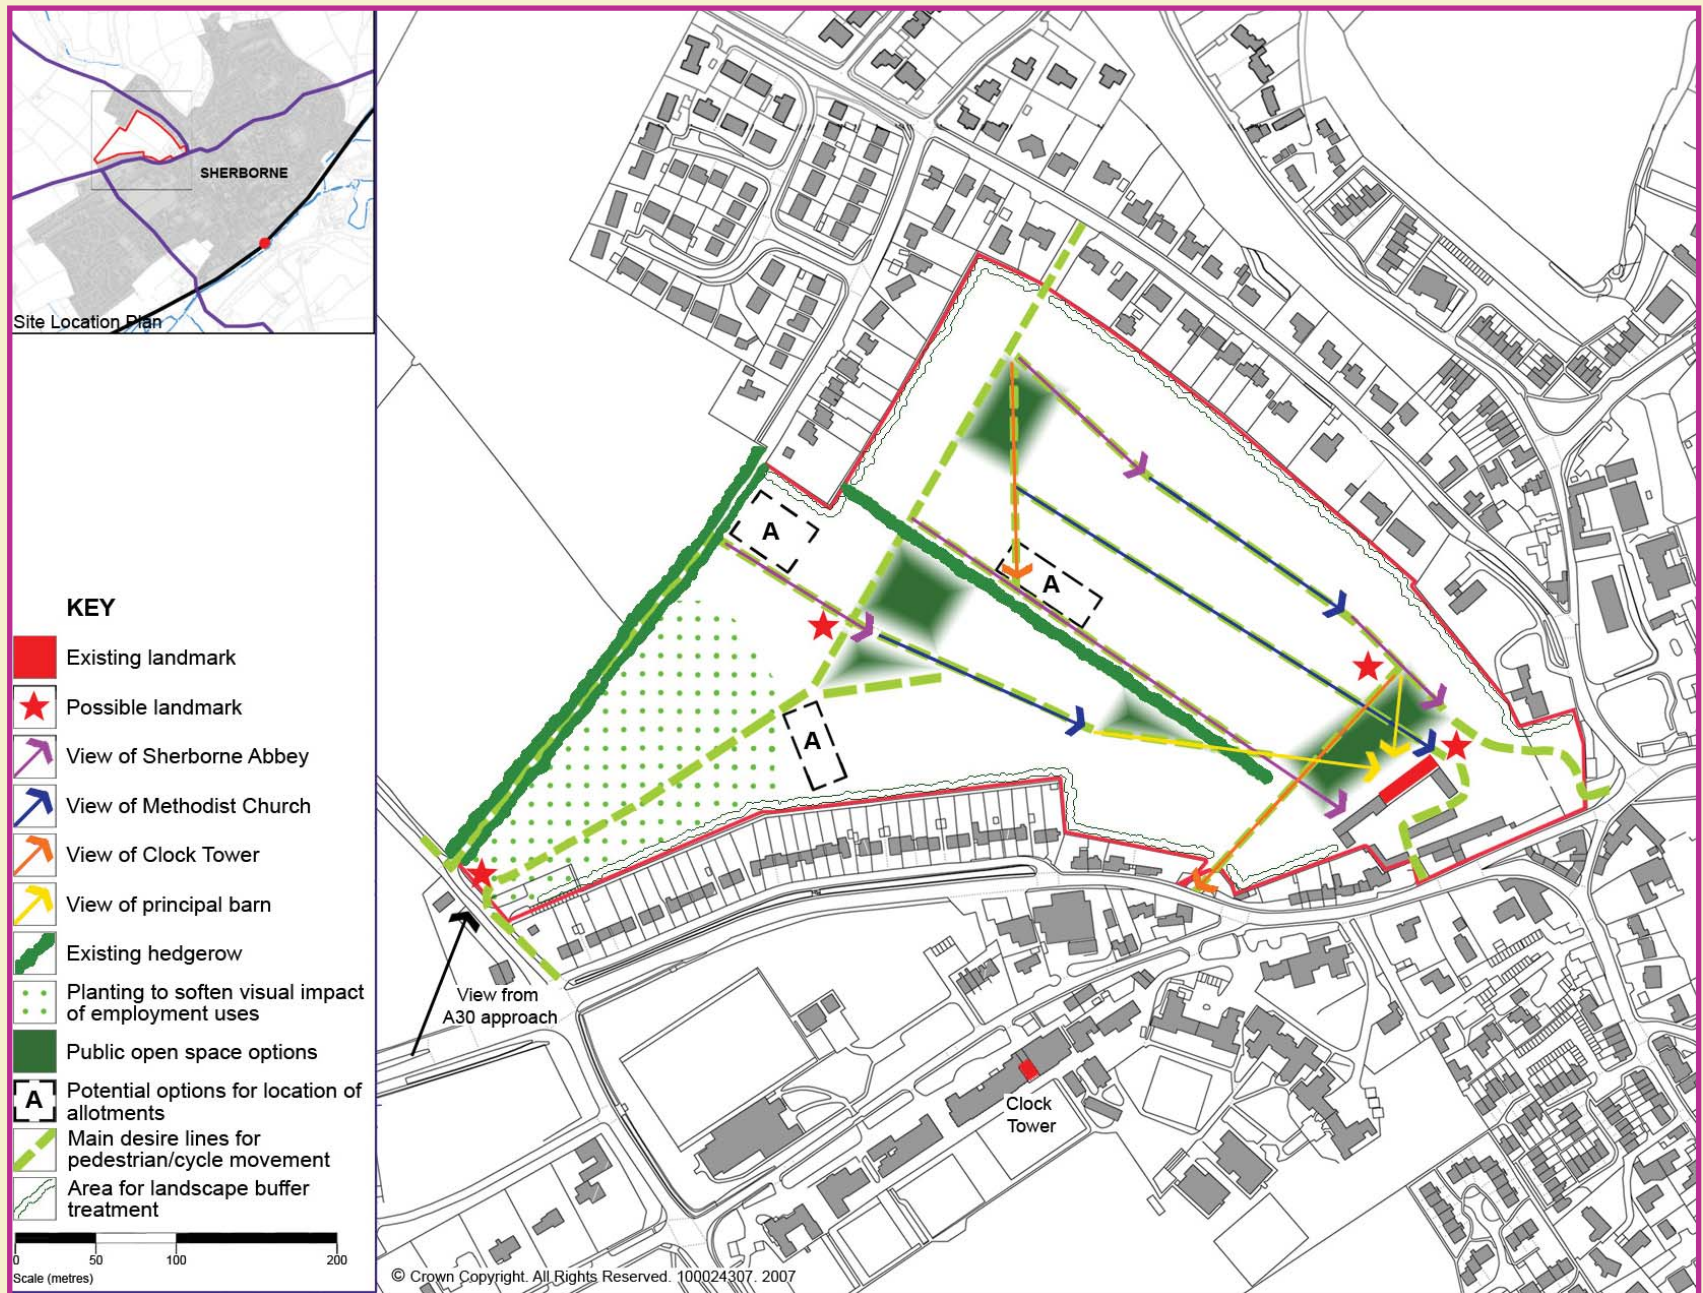 SHERBORNE
Site Location Plan
KEY
Existing landmark
Possible landmark
View of Sherborne Abbey
View of Methodist Church
View of Clock Tower
View of principal barn
Existing hedgerow
Planting to soften visual impact
of employment uses
Public open space options
A
Potential options for location of
allotments
Main desire lines for
pedestrian/cycle movement
Area for landscape buffer
treatment
0 50 100 200
Scale (metres)
A
A
A
View from
A30 approach
Clock
Tower
© Crown Copyright. All Rights Reserved. 100024307. 2007